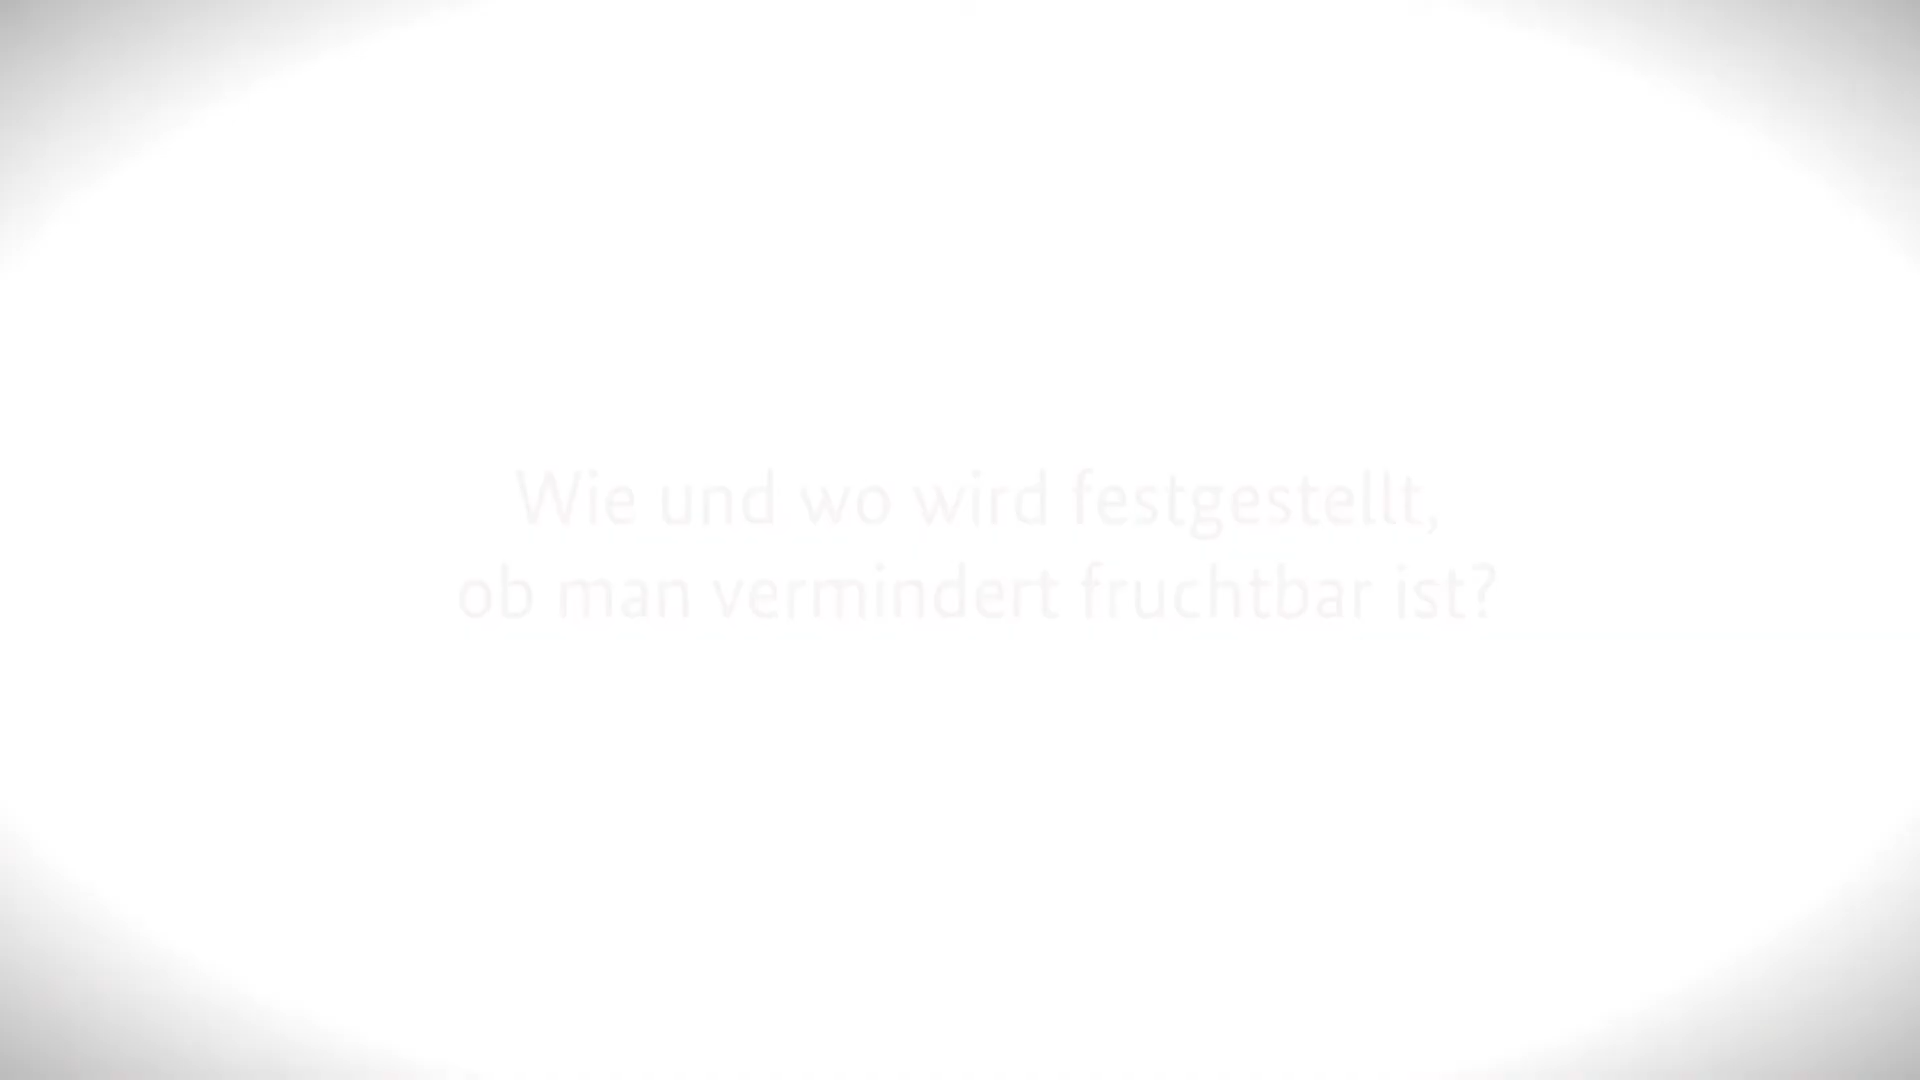 Wie und wo wird festgestellt,
ob man vermindert fruchtbar ist?